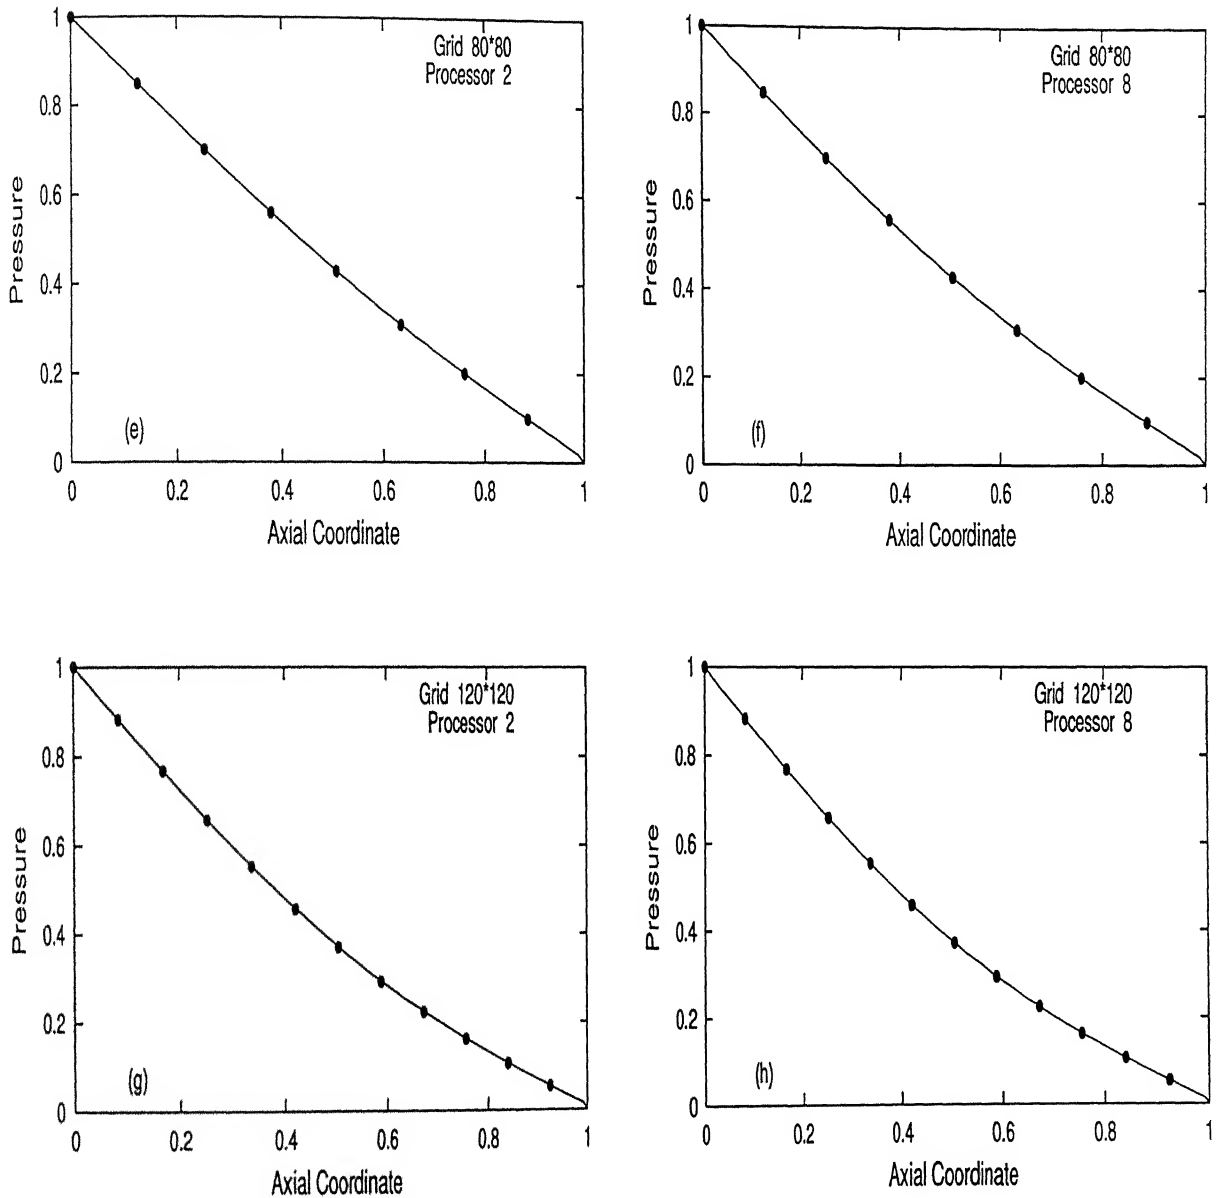 Grid 80*80
Processor 2
Pressure
1
0.8
0.6
0.4
0.2
0
(e)
0 0.2 0.4 0.6 0.8 1
Axial Coordinate
Grid 80*80
Processor 8
Pressure
1
0.8
0.6
0.4
0.2
0
(f)
0 0.2 0.4 0.6 0.8 1
Axial Coordinate
Grid 120*120
Processor 2
Pressure
1
0.8
0.6
0.4
0.2
0
(g)
0 0.2 0.4 0.6 0.8 1
Axial Coordinate
Grid 120*120
Processor 8
Pressure
1
0.8
0.6
0.4
0.2
0
(h)
0 0.2 0.4 0.6 0.8 1
Axial Coordinate